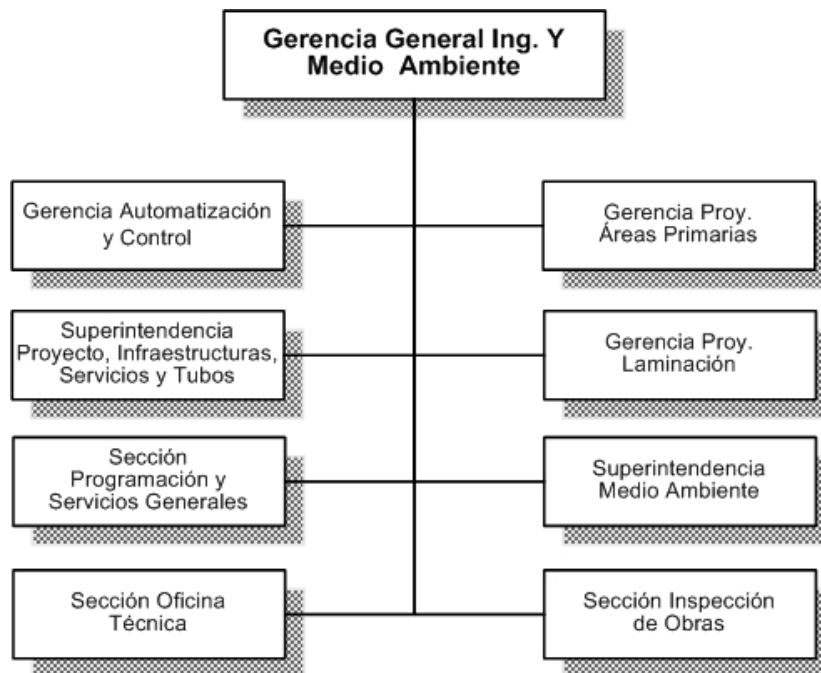 Gerencia General Ing. Y
Medio Ambiente
Gerencia Automatización
y Control
Gerencia Proy.
Áreas Primarias
Superintendencia
Proyecto, Infraestructuras,
Servicios y Tubos
Gerencia Proy.
Laminación
Sección
Programación y
Servicios Generales
Superintendencia
Medio Ambiente
Sección Oficina
Técnica
Sección Inspección
de Obras